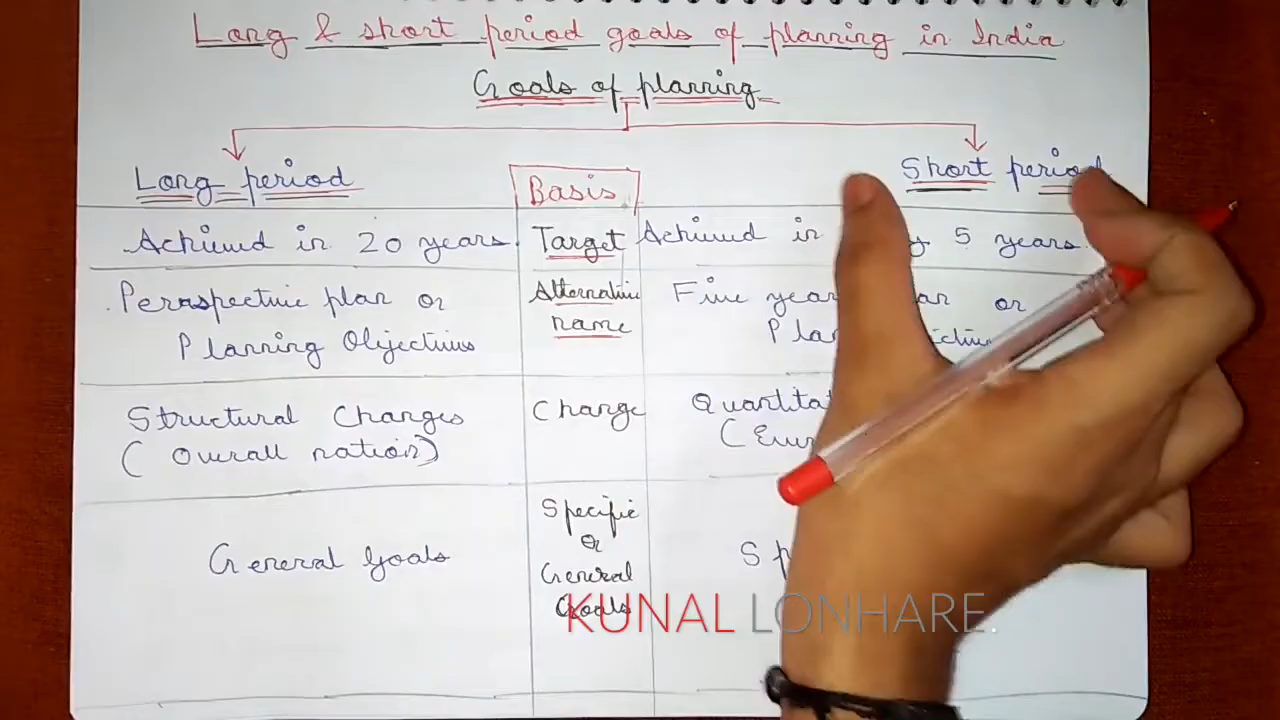 Long & short period goals of planning in India
Goals of planning
Long period
Basis
Short period
Achieved in 20 years
Target
Achieved in 5 years
Perespective plan or
Planning Objectives
Alternative
name
Five year or
Structural Changes
(Overall nation)
Change
General Goals
Specific
or
General
Goals
KUNAL LONHARE.